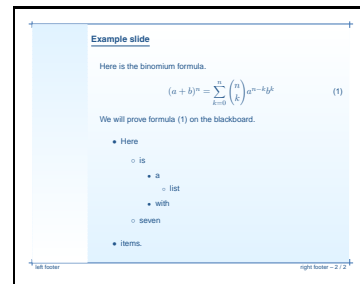 Example slide
Here is the binomium formula.
(a + b)^n = \sum_{k=0}^{n} \binom{n}{k} a^{n-k} b^k (1)
We will prove formula (1) on the blackboard.
• Here
○ is
• a
○ list
• with
○ seven
• items.
left footer right footer – 2 / 2